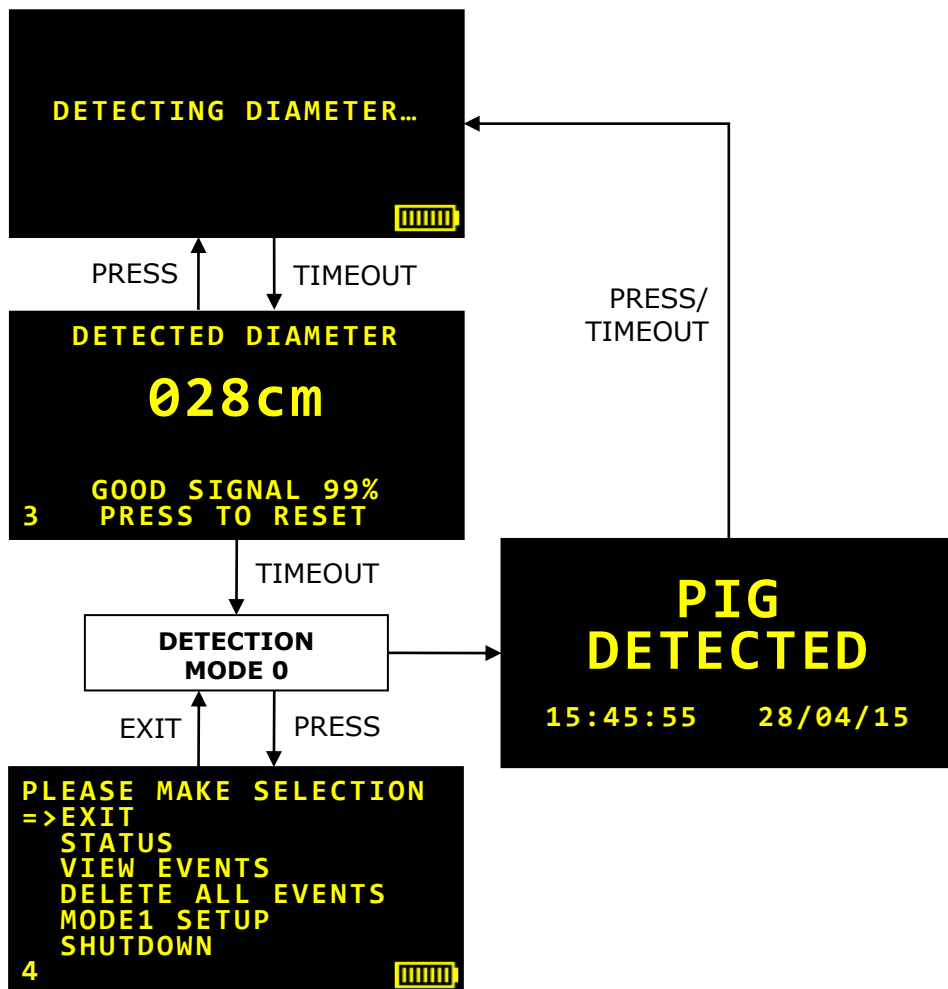 DETECTING DIAMETER…
PRESS
TIMEOUT
DETECTED DIAMETER
028cm
GOOD SIGNAL 99%
3 PRESS TO RESET
TIMEOUT
DETECTION
MODE 0
EXIT
PRESS
PLEASE MAKE SELECTION
=>EXIT
STATUS
VIEW EVENTS
DELETE ALL EVENTS
MODE1 SETUP
SHUTDOWN
4
PRESS/
TIMEOUT
PIG
DETECTED
15:45:55 28/04/15